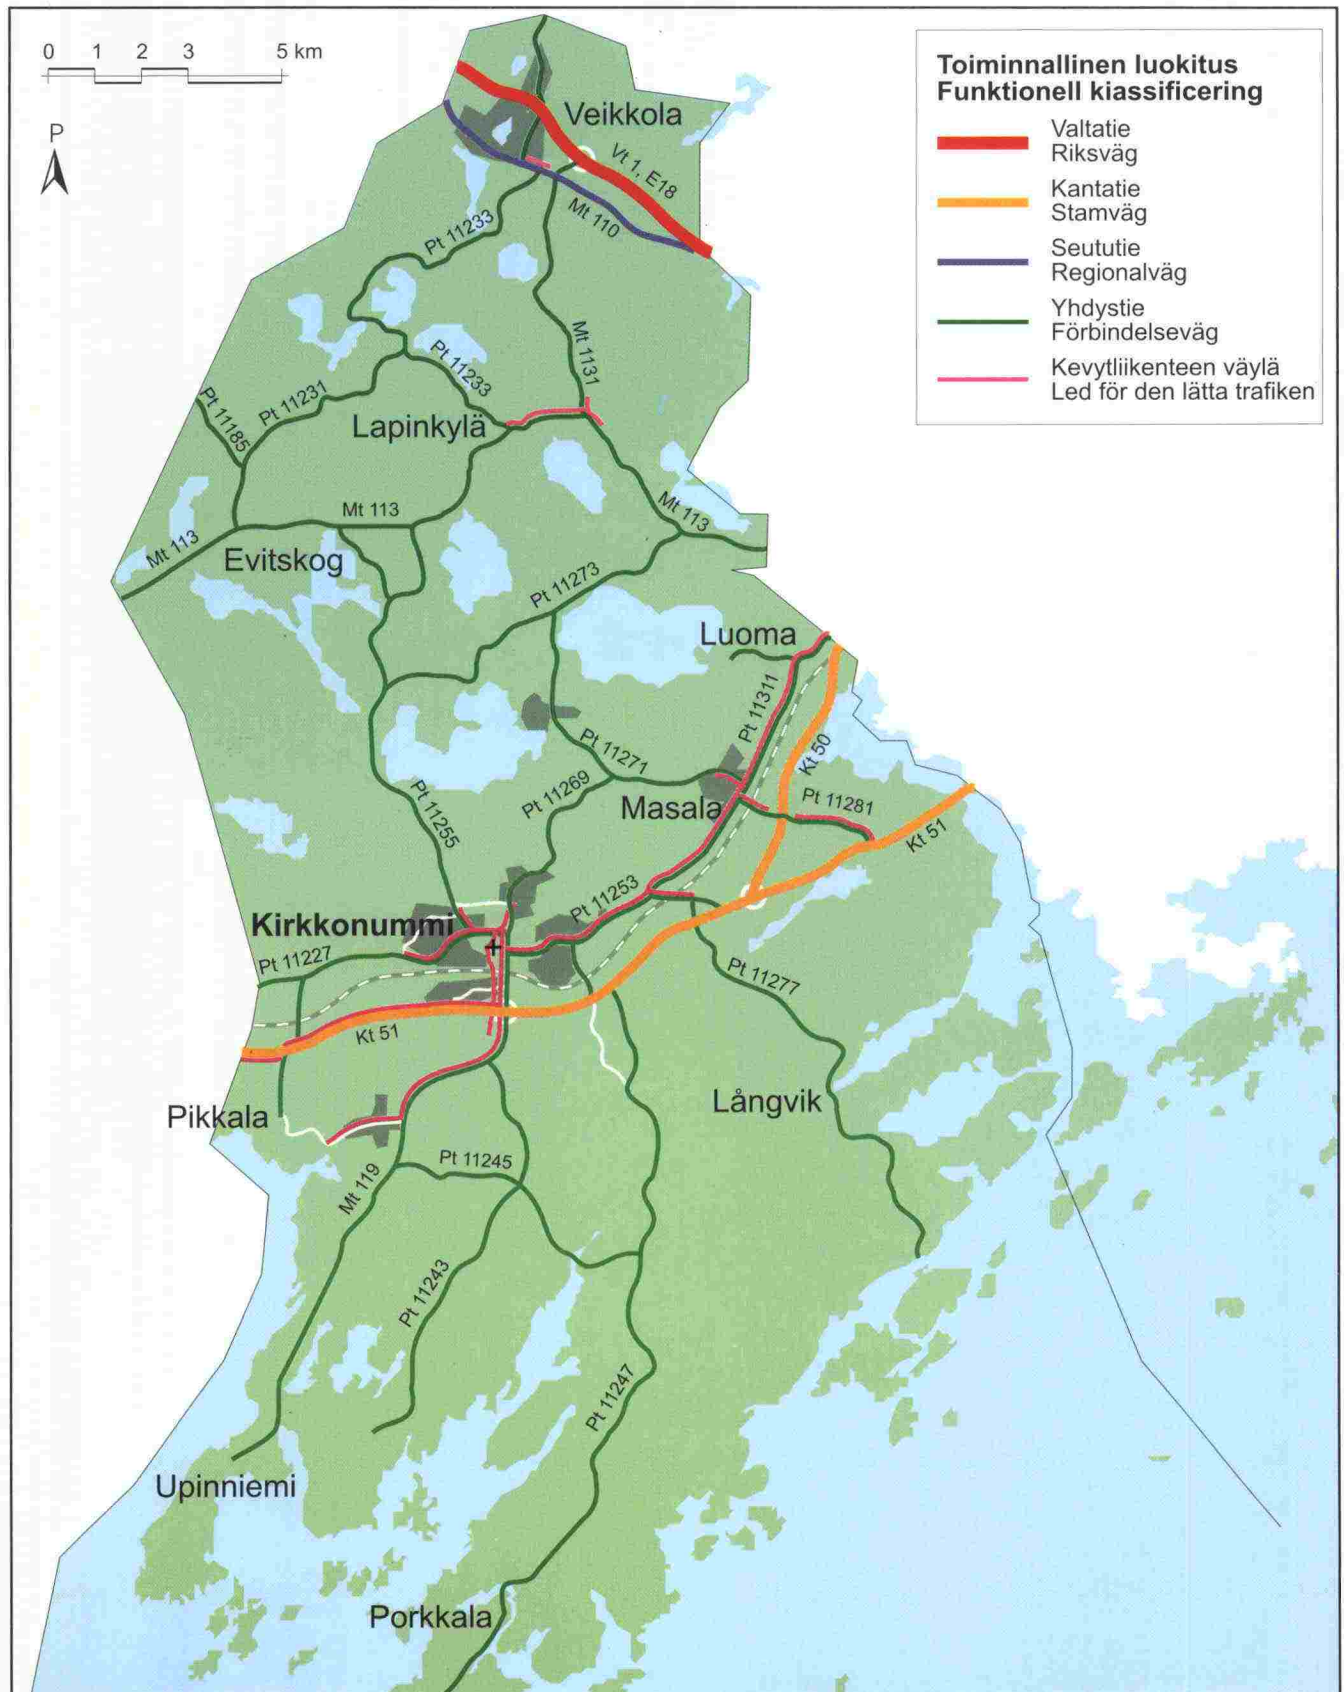 0 1 2 3 5 km
P
Toiminnallinen luokitus
Funktionell kiassificering
Valtatie
Riksväg
Kantatie
Stamväg
Seututie
Regionalväg
Yhdystie
Förbindelseväg
Kevytliikenteen väylä
Led för den lätta trafiken
Veikkola
Vt 1, E18
Mt 110
Pt 11233
Mt 1131
Pt 11233
Pt 11231
Pt 11185
Lapinkylä
Mt 113
Mt 113
Mt 113
Evitskog
Pt 11273
Luoma
Pt 11311
Kt 50
Pt 11271
Pt 11269
Masala
Pt 11281
Kt 51
Pt 11255
Pt 11253
Kirkkonummi
Pt 11227
Pt 11277
Kt 51
Pikkala
Långvik
Pt 11245
Mt 119
Pt 11243
Pt 11247
Upinniemi
Porkkala